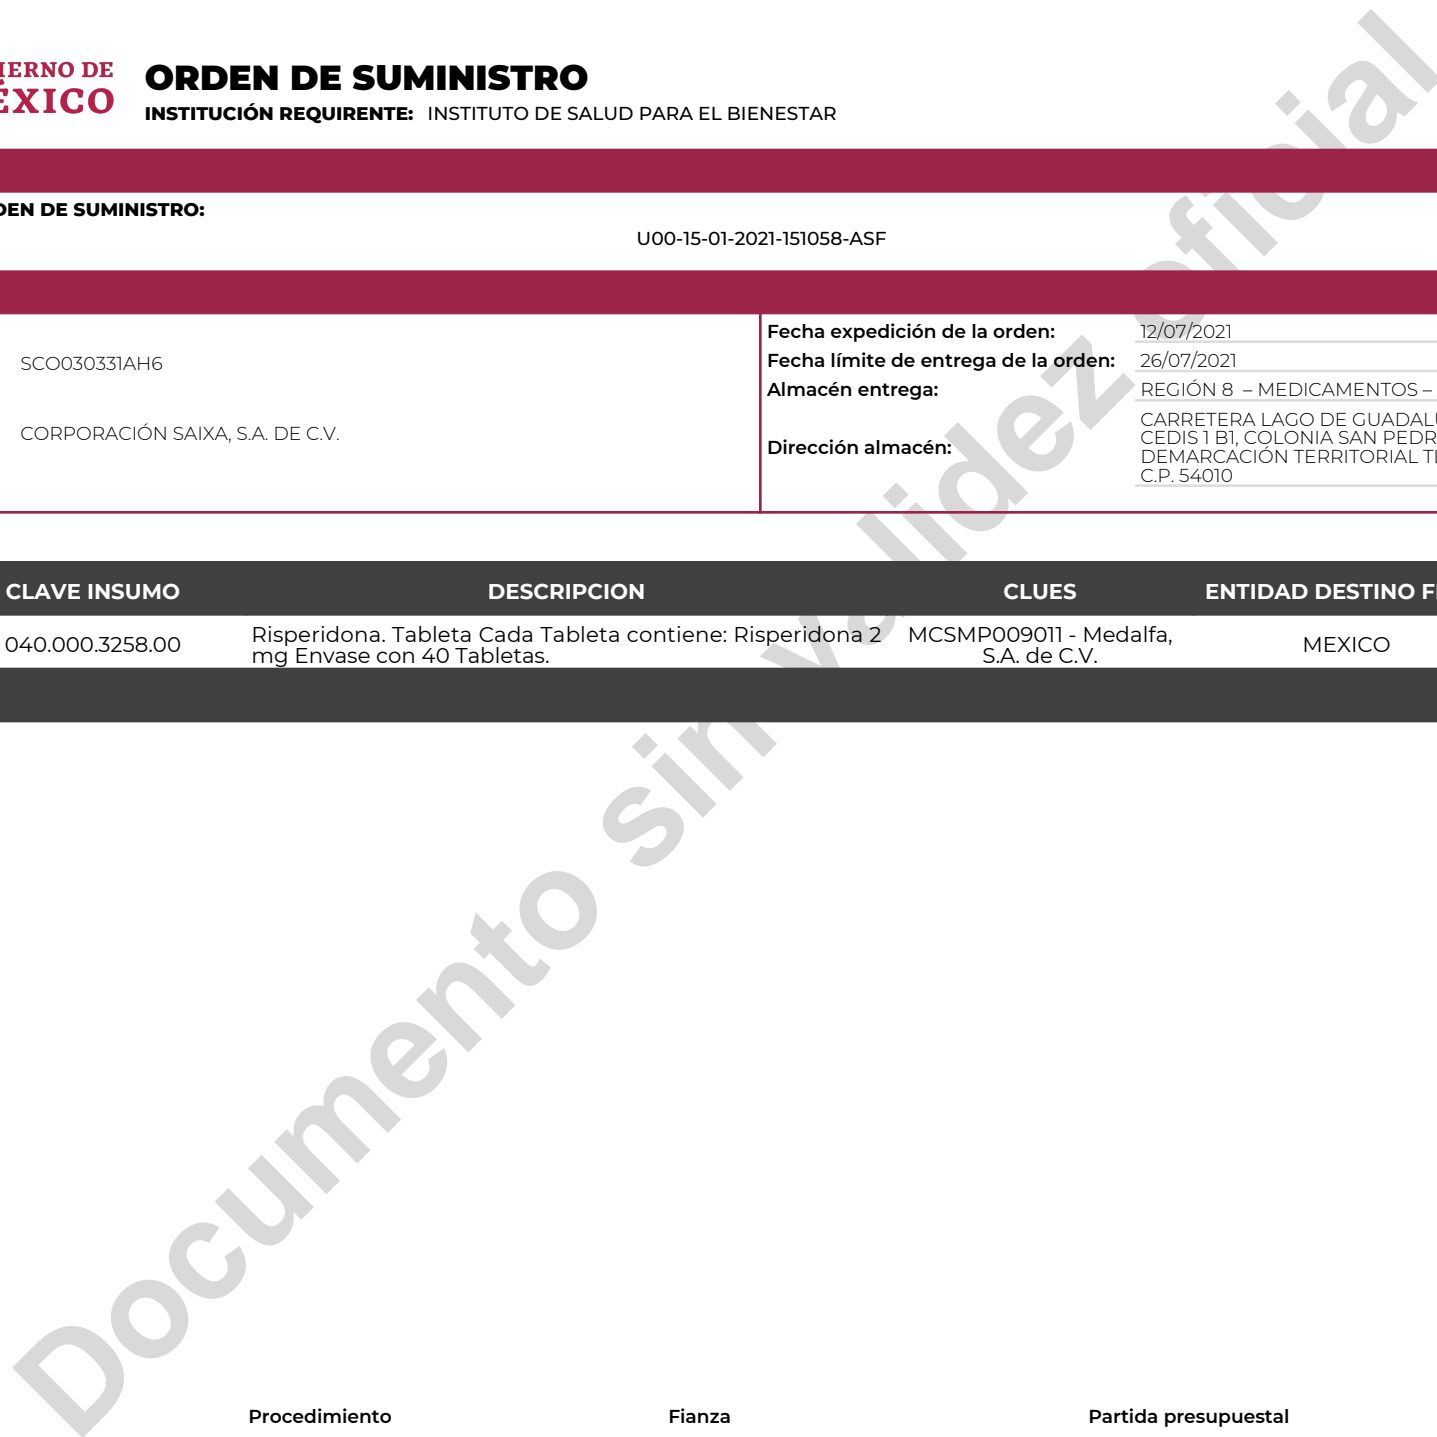 IERNO DE
ÉXICO
ORDEN DE SUMINISTRO
INSTITUCIÓN REQUIRENTE: INSTITUTO DE SALUD PARA EL BIENESTAR
DEN DE SUMINISTRO:
U00-15-01-2021-151058-ASF
SCO030331AH6
CORPORACIÓN SAIXA, S.A. DE C.V.
Fecha expedición de la orden: 12/07/2021
Fecha límite de entrega de la orden: 26/07/2021
Almacén entrega: REGIÓN 8 – MEDICAMENTOS –
Dirección almacén: CARRETERA LAGO DE GUADALU
CEDIS 1 B1, COLONIA SAN PEDR
DEMARCACIÓN TERRITORIAL TL
C.P. 54010
CLAVE INSUMO DESCRIPCION CLUES ENTIDAD DESTINO F
040.000.3258.00 Risperidona. Tableta Cada Tableta contiene: Risperidona 2 MCSMP009011 - Medalfa, MEXICO
mg Envase con 40 Tabletas. S.A. de C.V.
Documento sin validez oficial
Procedimiento Fianza Partida presupuestal